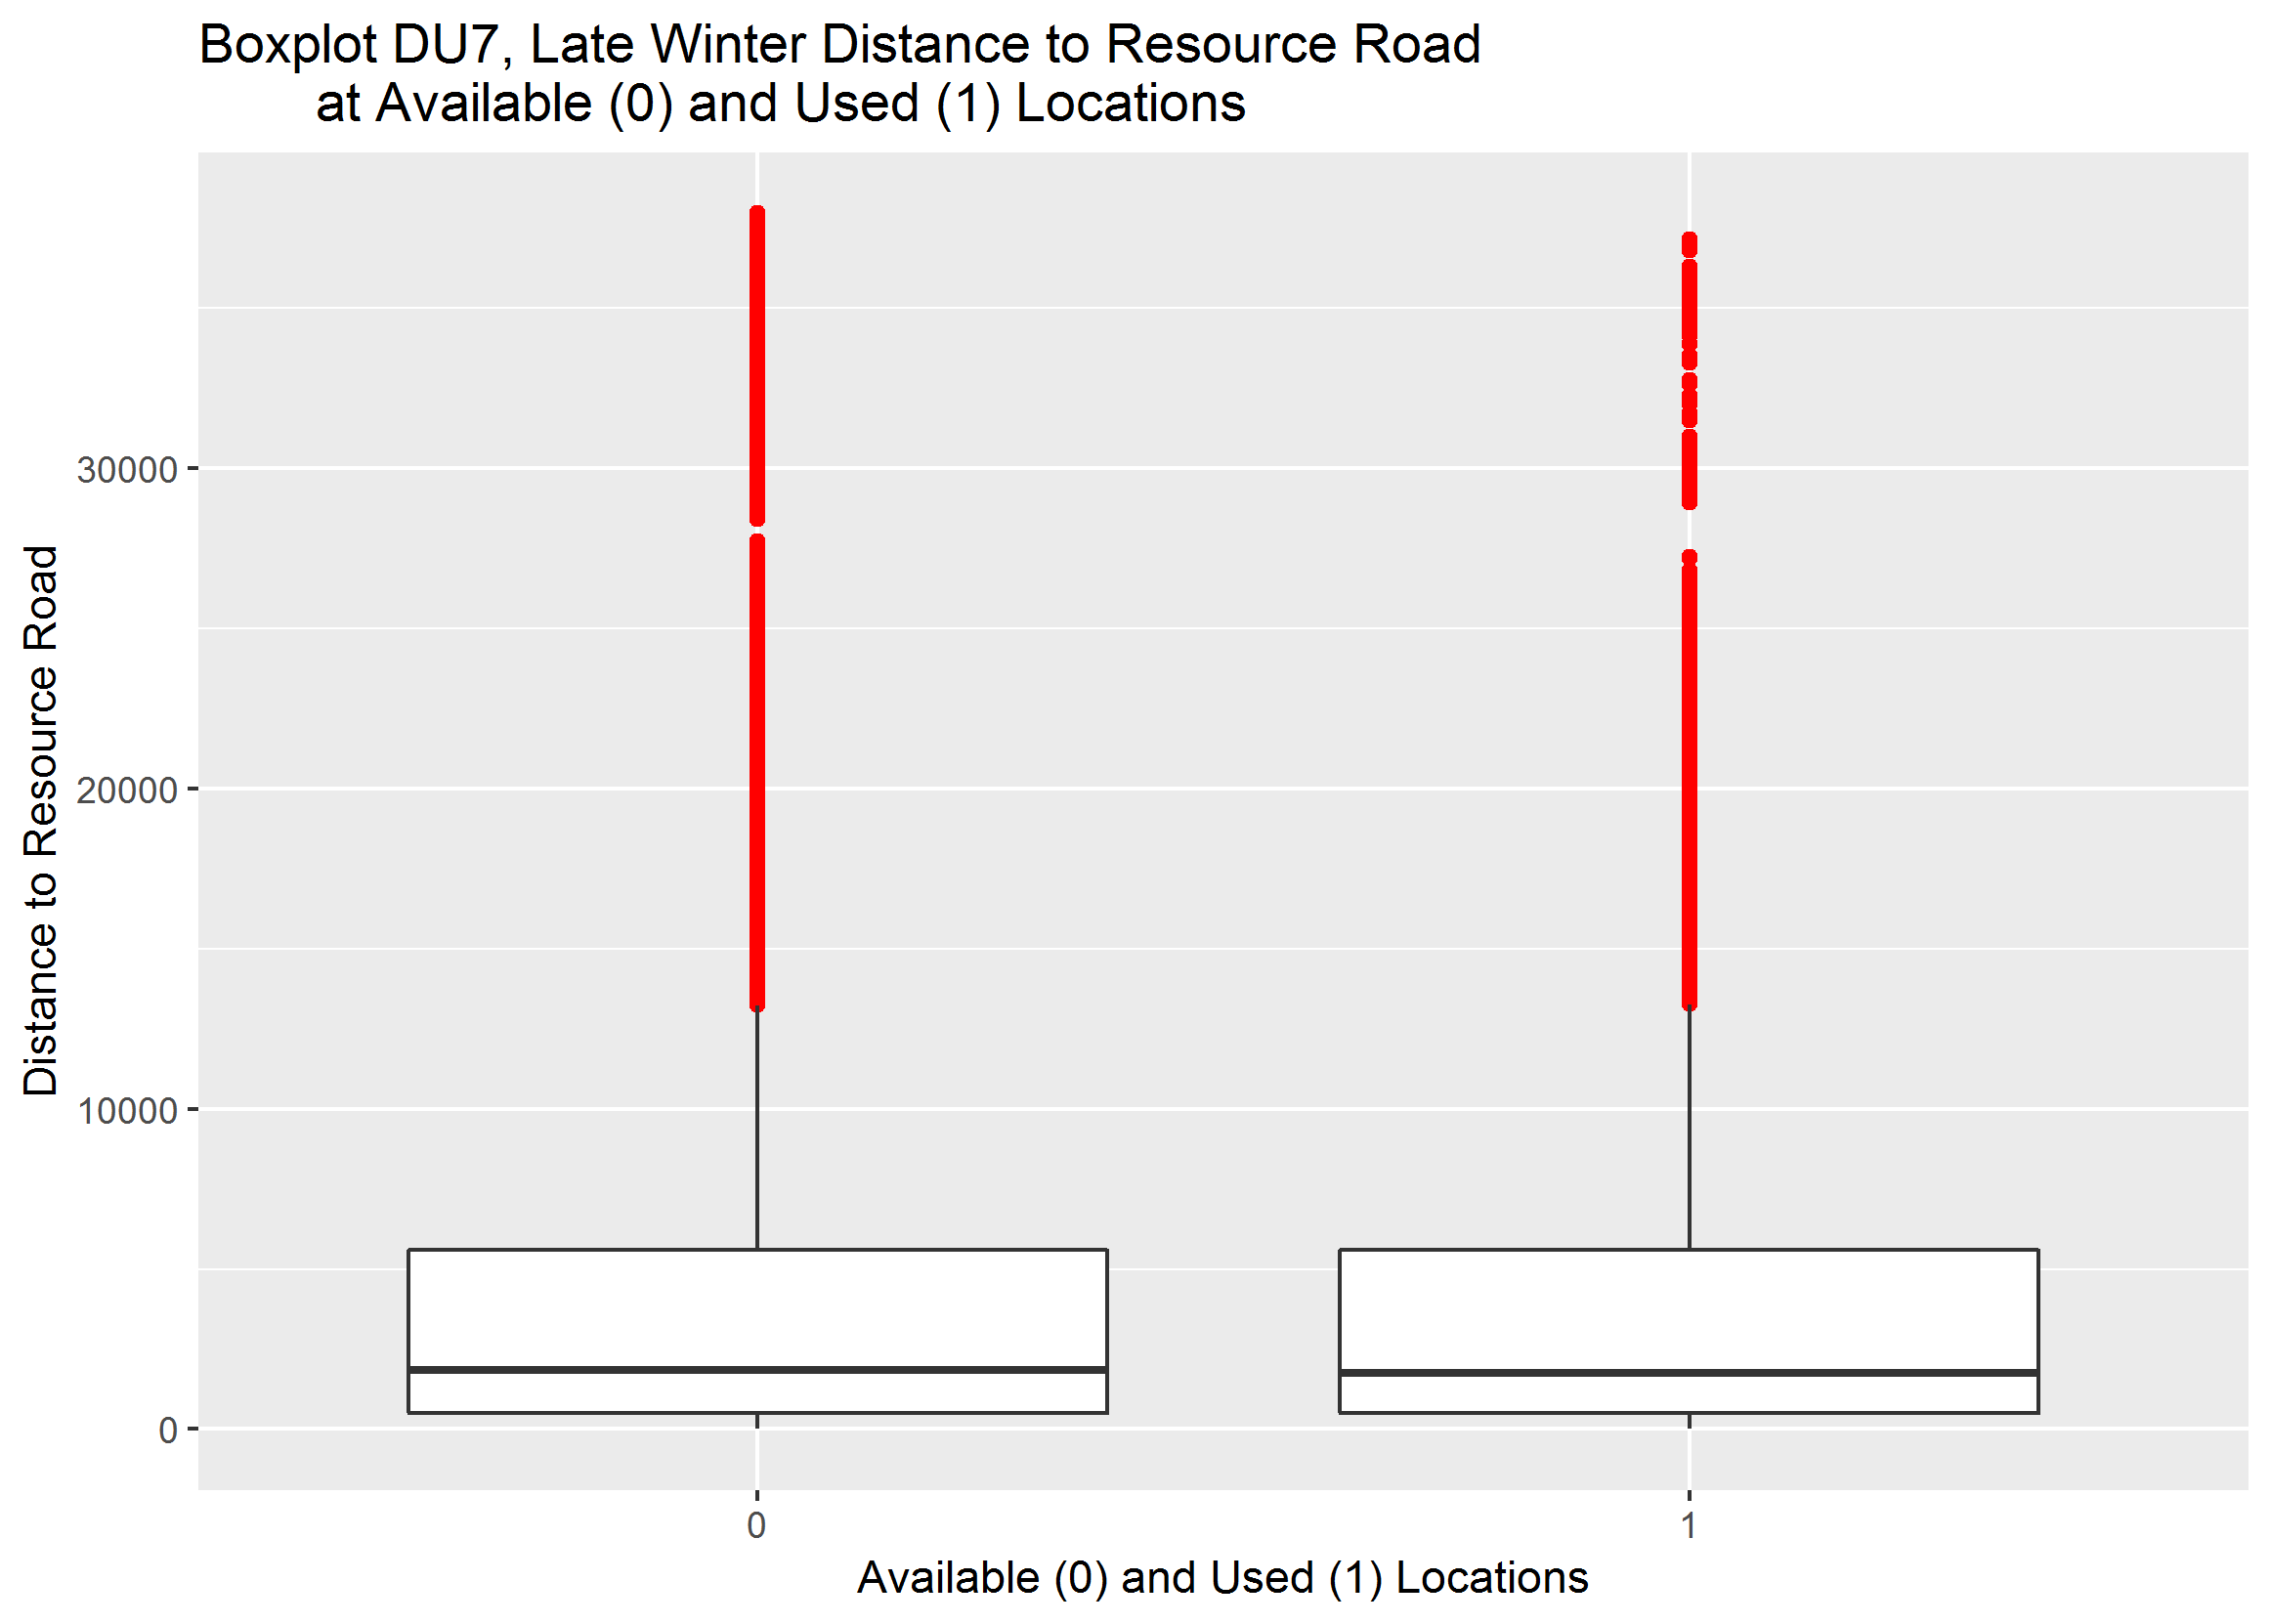 Boxplot DU7, Late Winter Distance to Resource Road
at Available (0) and Used (1) Locations
Distance to Resource Road
30000
20000
10000
0
0
1
Available (0) and Used (1) Locations